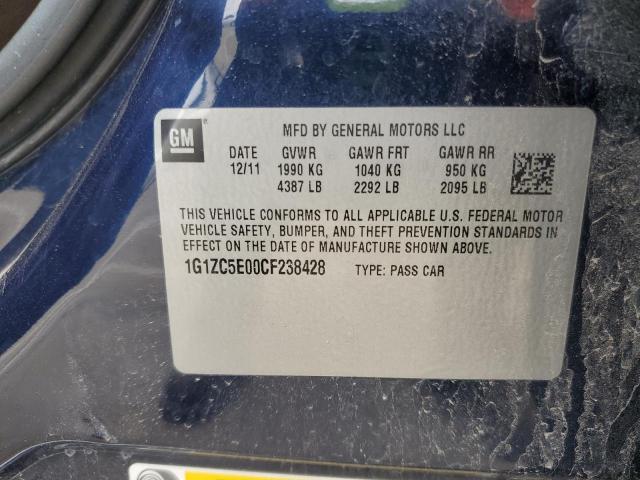 GM
MFD BY GENERAL MOTORS LLC
DATE GVWR GAWR FRT GAWR RR
12/11 1990 KG 1040 KG 950 KG
4387 LB 2292 LB 2095 LB
THIS VEHICLE CONFORMS TO ALL APPLICABLE U.S. FEDERAL MOTOR
VEHICLE SAFETY, BUMPER, AND THEFT PREVENTION STANDARDS IN
EFFECT ON THE DATE OF MANUFACTURE SHOWN ABOVE.
1G1ZC5E00CF238428 TYPE: PASS CAR